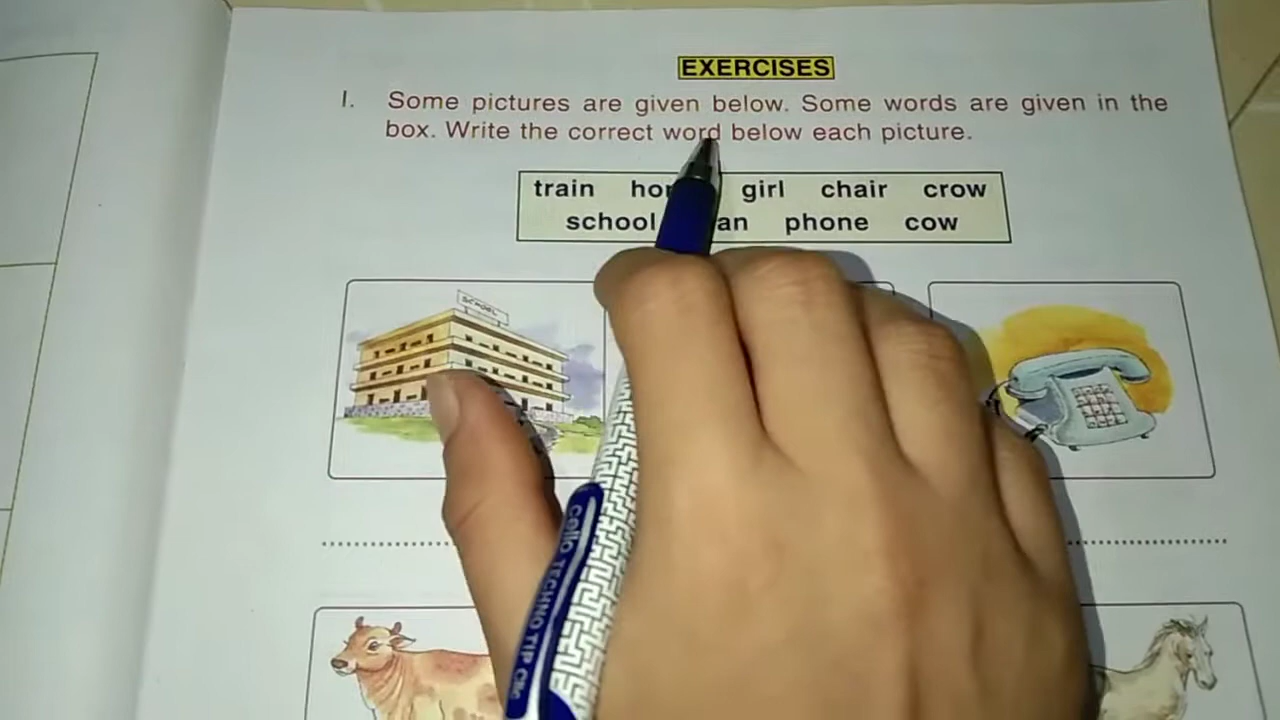 EXERCISES
I. Some pictures are given below. Some words are given in the
box. Write the correct word below each picture.
train girl chair crow
school phone cow
SCHOOL
cello TECHNO TIP Clic